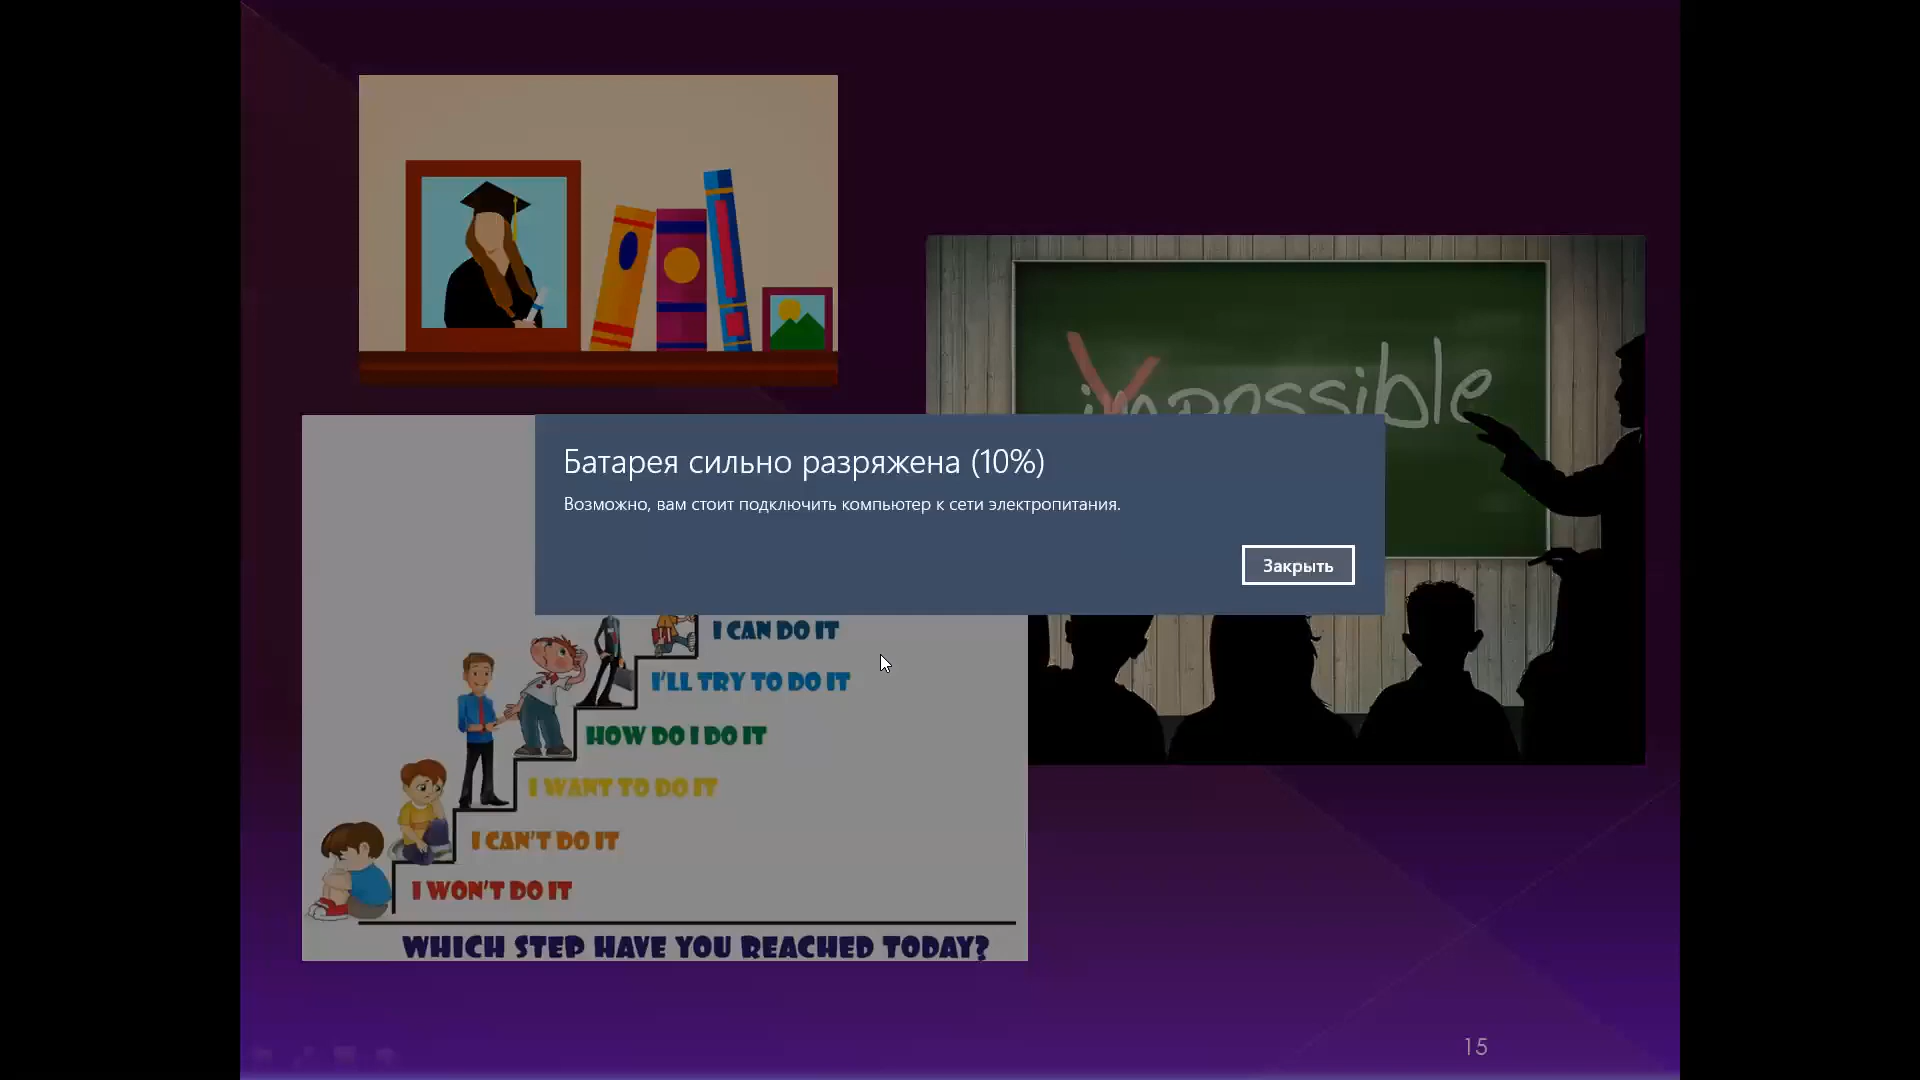 impossible
Батарея сильно разряжена (10%)
Возможно, вам стоит подключить компьютер к сети электропитания.
Закрыть
I CAN DO IT
I'LL TRY TO DO IT
HOW DO I DO IT
I WANT TO DO IT
I CAN'T DO IT
I WON'T DO IT
WHICH STEP HAVE YOU REACHED TODAY?
15